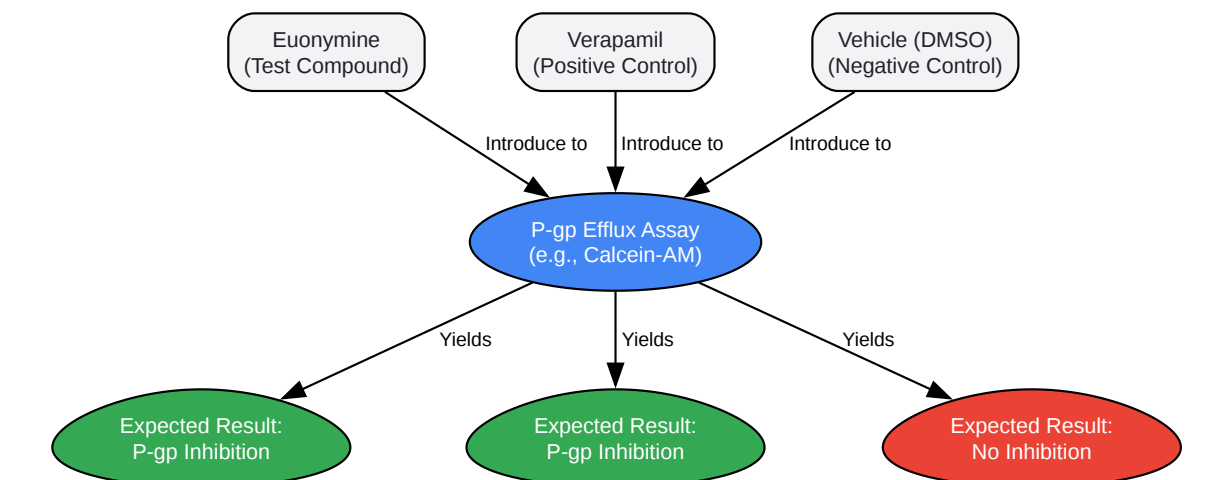 Euonymine
(Test Compound)
Verapamil
(Positive Control)
Vehicle (DMSO)
(Negative Control)
Introduce to
Introduce to
Introduce to
P-gp Efflux Assay
(e.g., Calcein-AM)
Yields
Yields
Yields
Expected Result:
P-gp Inhibition
Expected Result:
P-gp Inhibition
Expected Result:
No Inhibition